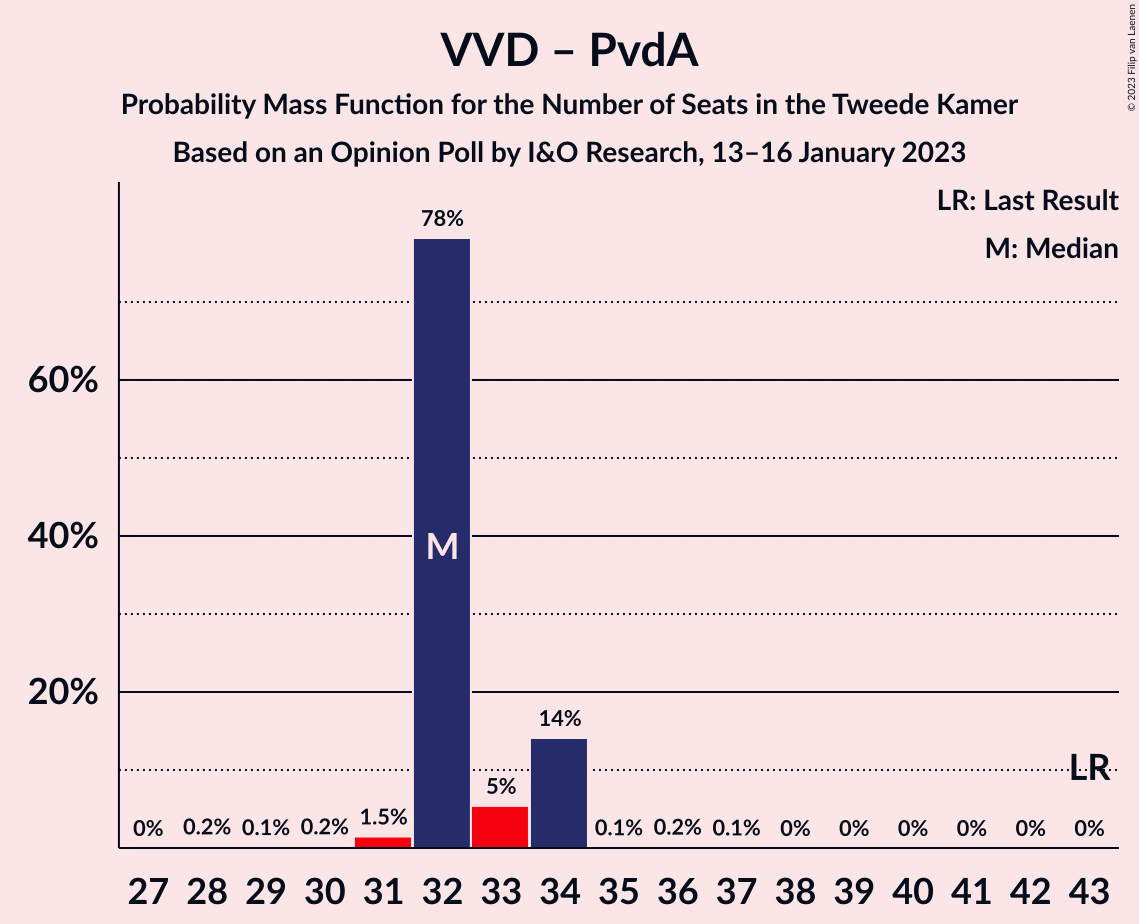 VVD – PvdA
Probability Mass Function for the Number of Seats in the Tweede Kamer
Based on an Opinion Poll by I&O Research, 13–16 January 2023
© 2023 Filip van Laenen
LR: Last Result
M: Median
60%
40%
20%
0%
0.2%
0.1%
0.2%
1.5%
78%
M
5%
14%
0.1%
0.2%
0.1%
0%
0%
0%
0%
0%
0%
LR
27 28 29 30 31 32 33 34 35 36 37 38 39 40 41 42 43